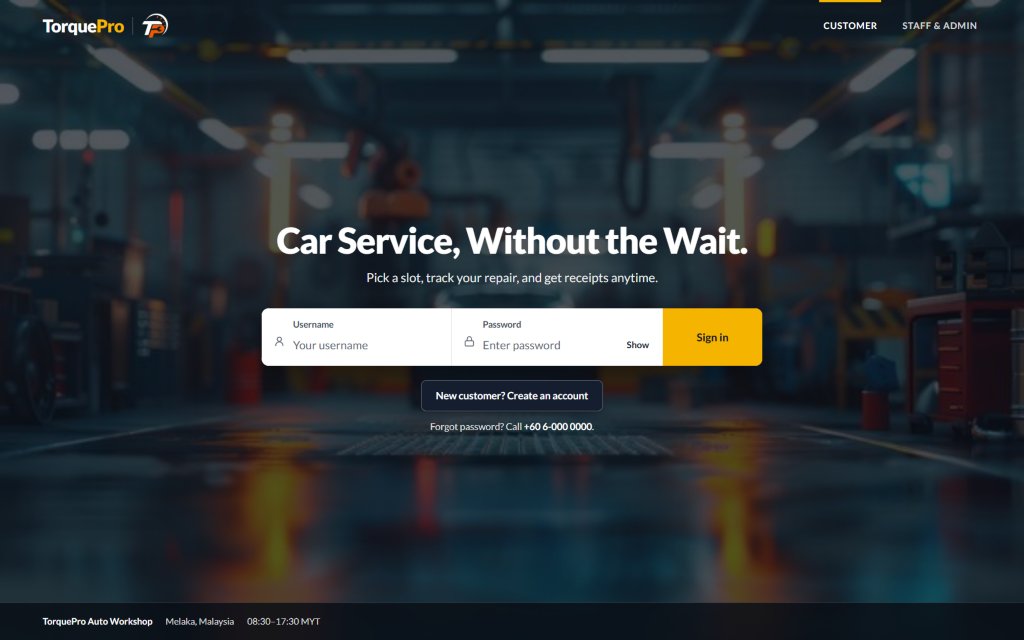 TorquePro
TP
CUSTOMER
STAFF & ADMIN
Car Service, Without the Wait.
Pick a slot, track your repair, and get receipts anytime.
Username
Your username
Password
Enter password
Show
Sign in
New customer? Create an account
Forgot password? Call +60 6-000 0000.
TorquePro Auto Workshop
Melaka, Malaysia
08:30–17:30 MYT